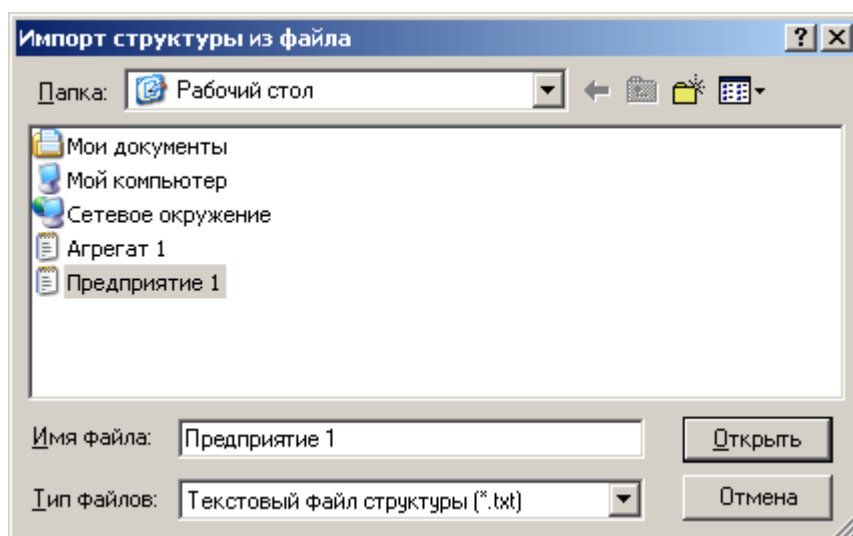 Импорт структуры из файла
Папка: Рабочий стол
Мои документы
Мой компьютер
Сетевое окружение
Агрегат 1
Предприятие 1
Имя файла: Предприятие 1 Открыть
Тип файлов: Текстовый файл структуры (*.txt) Отмена